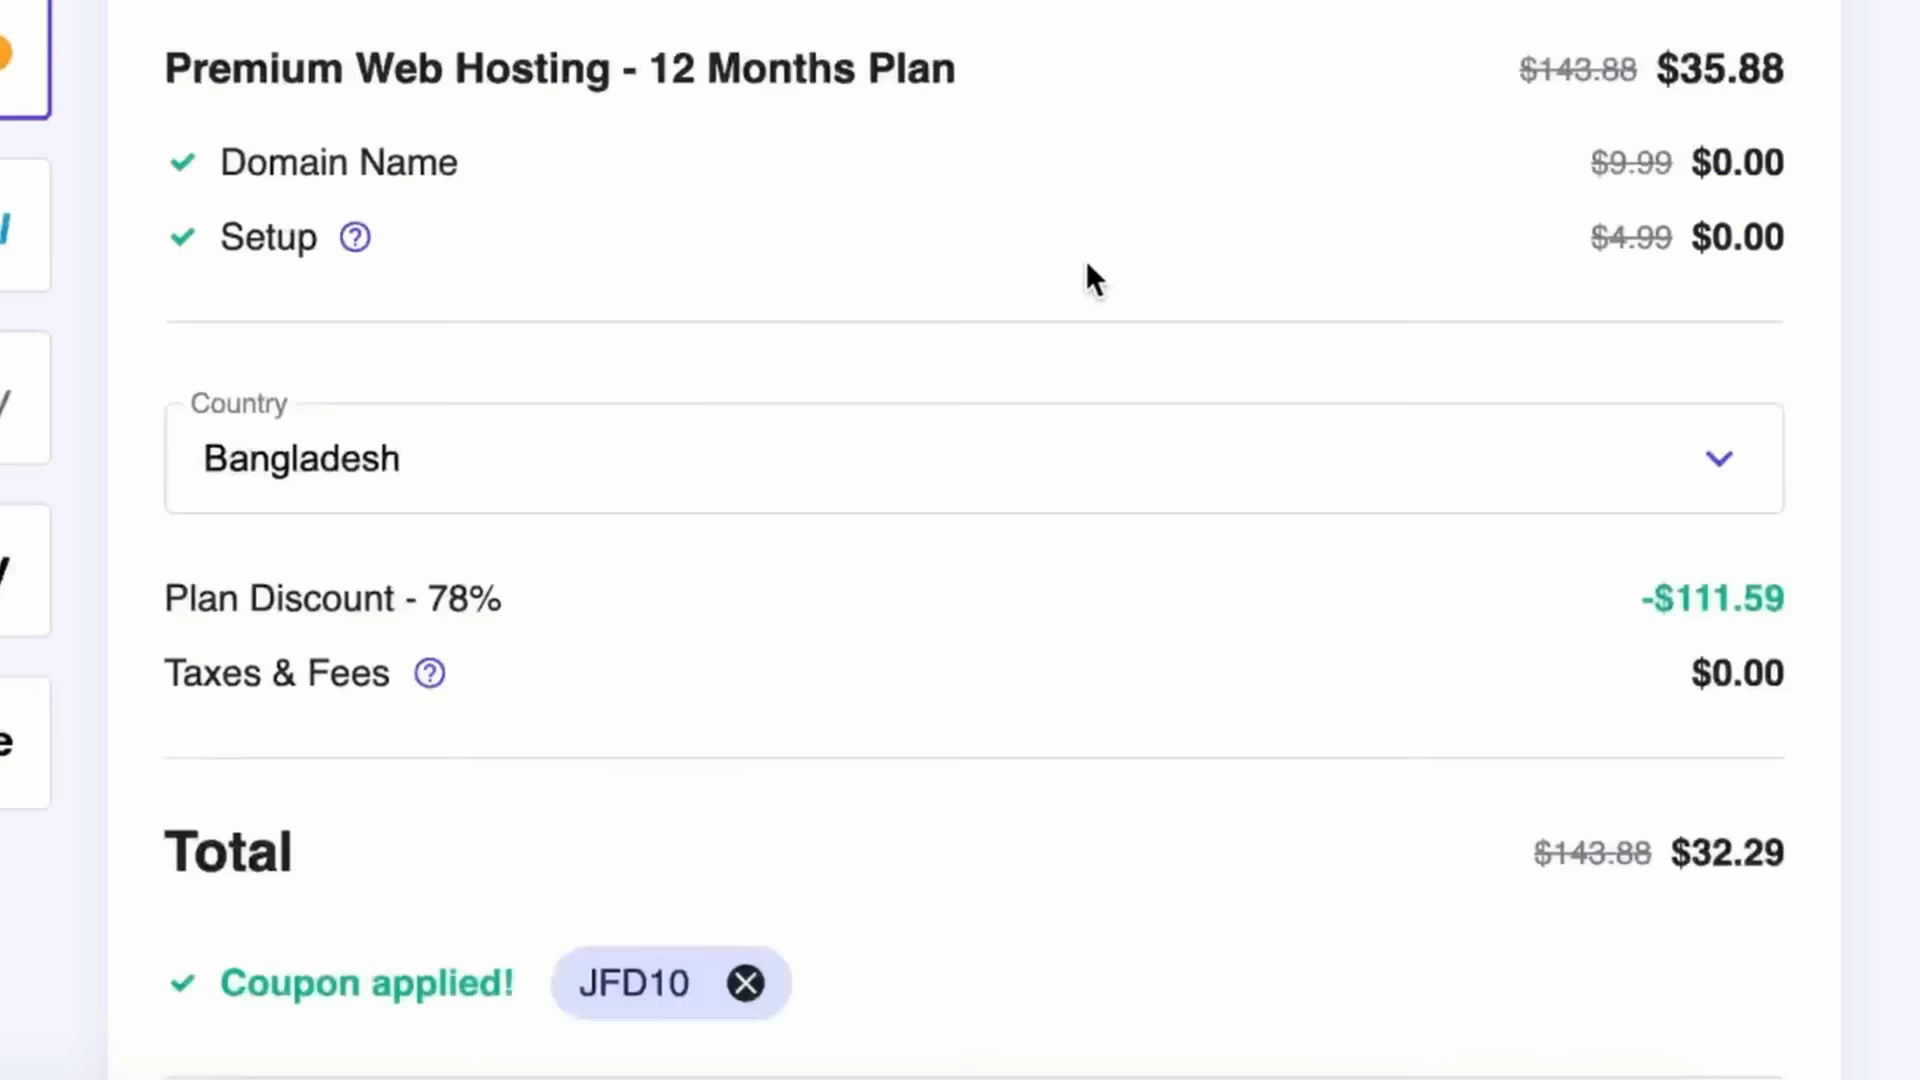 Premium Web Hosting - 12 Months Plan $143.88 $35.88
Domain Name $9.99 $0.00
Setup $4.99 $0.00
Country
Bangladesh
Plan Discount - 78% -$111.59
Taxes & Fees $0.00
Total $143.88 $32.29
Coupon applied! JFD10